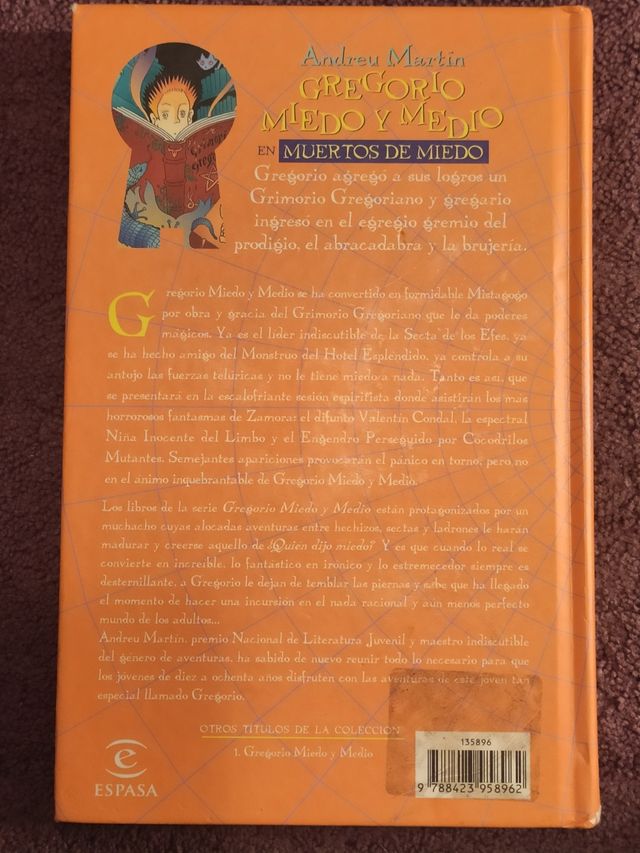 Andreu Martín
GREGORIO
MIEDO Y MEDIO
EN MUERTOS DE MIEDO
Gregorio agregó a sus logros un
Grimorio Gregoriano y gregario
ingresó en el egregio gremio del
prodigio, el abracadabra y la brujería.
Gregorio Miedo y Medio se ha convertido en formidable Mistagogo
por obra y gracia del Grimorio Gregoriano que le da poderes
mágicos. Ya es el líder indiscutible de la Secta de los Efes, ya
se ha hecho amigo del Monstruo del Hotel Espléndido, ya controla a su
antojo las fuerzas telúricas y no le tiene miedo a nada. Tanto es así, que
se presentará en la escalofriante sesión espiritista donde asistirán los más
horrorosos fantasmas de Zamora: el difunto Valentín Condal, la espectral
Niña Inocente del Limbo y el Engendro Perseguido por Cocodrilos
Mutantes. Semejantes apariciones provocarán el pánico en torno, pero no
en el ánimo inquebrantable de Gregorio Miedo y Medio.
Los libros de la serie Gregorio Miedo y Medio están protagonizados por un
muchacho cuyas alocadas aventuras entre hechizos, sectas y ladrones le harán
madurar y creerse aquello de ¿Quién dijo miedo? Y es que cuando lo real se
convierte en increíble, lo fantástico en irónico y lo estremecedor siempre es
desternillante, a Gregorio le dejan de temblar las piernas y sabe que ha llegado
el momento de hacer una incursión en el nada racional y aún menos perfecto
mundo de los adultos...
Andreu Martín, premio Nacional de Literatura Juvenil y maestro indiscutible
del género de aventuras, ha sabido de nuevo reunir todo lo necesario para que
los jóvenes de diez a ochenta años disfruten con las aventuras de este joven tan
especial llamado Gregorio.
OTROS TÍTULOS DE LA COLECCIÓN
1. Gregorio Miedo y Medio
ESPASA
135896
9 788423 958962